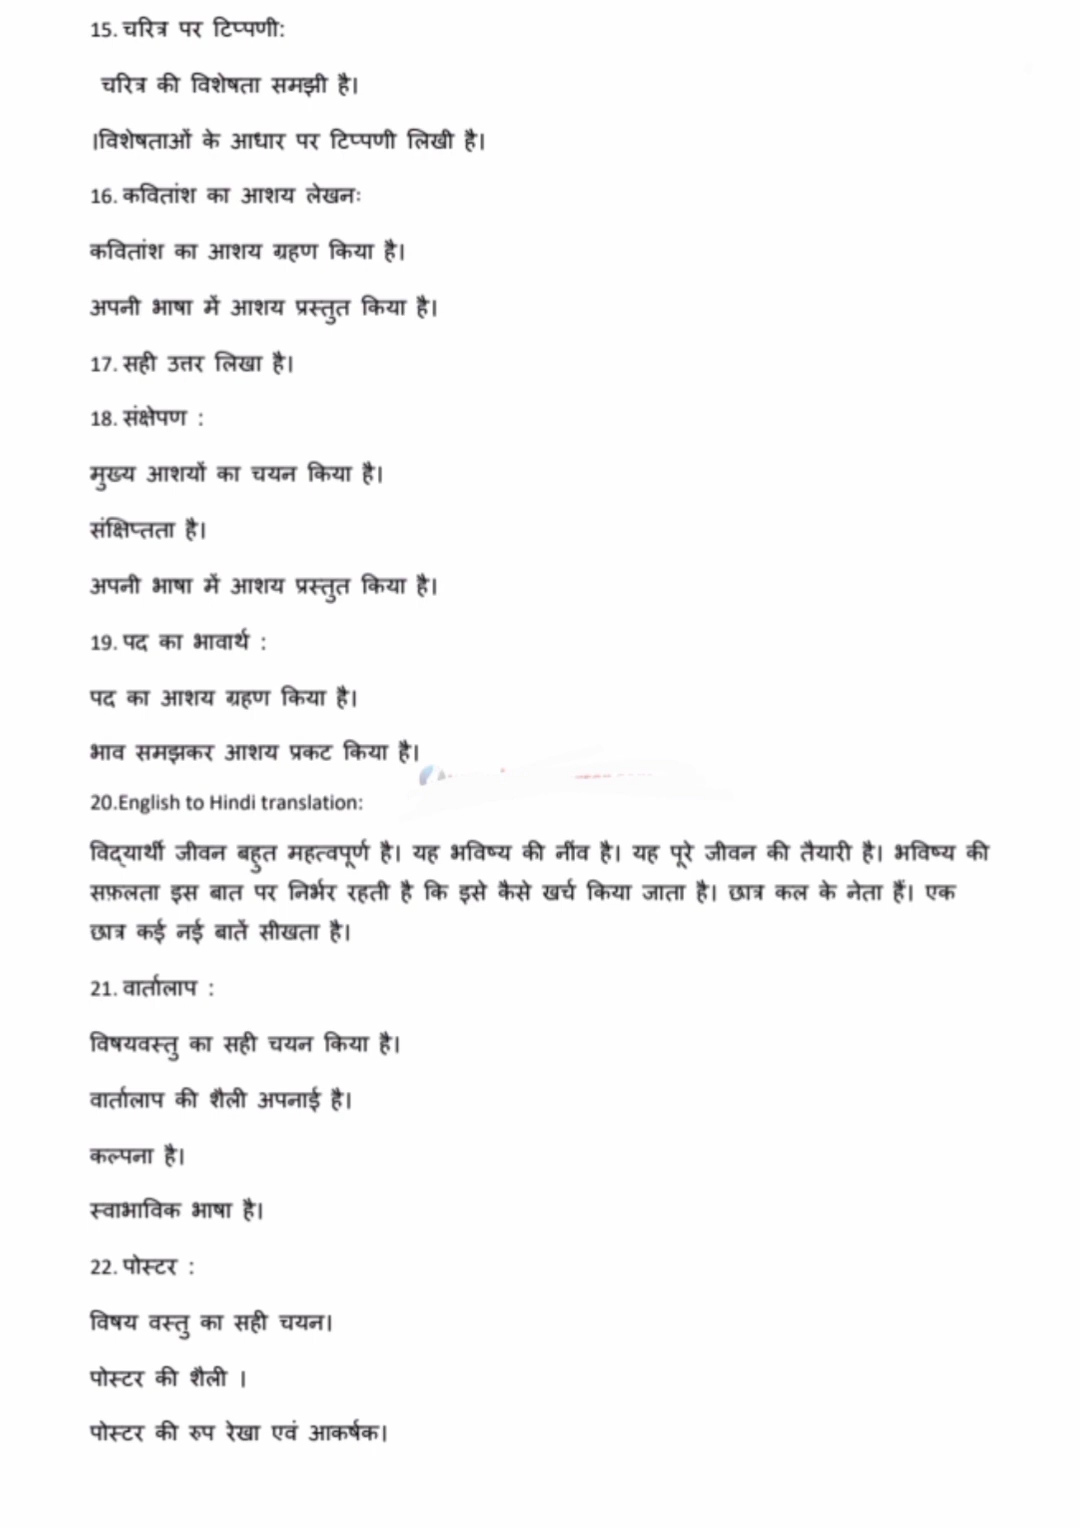 15. चरित्र पर टिप्पणी:
चरित्र की विशेषता समझी है।
।विशेषताओं के आधार पर टिप्पणी लिखी है।
16. कवितांश का आशय लेखनः
कवितांश का आशय ग्रहण किया है।
अपनी भाषा में आशय प्रस्तुत किया है।
17. सही उत्तर लिखा है।
18. संक्षेपण :
मुख्य आशयों का चयन किया है।
संक्षिप्तता है।
अपनी भाषा में आशय प्रस्तुत किया है।
19. पद का भावार्थ :
पद का आशय ग्रहण किया है।
भाव समझकर आशय प्रकट किया है।
20.English to Hindi translation:
विद्यार्थी जीवन बहुत महत्वपूर्ण है। यह भविष्य की नींव है। यह पूरे जीवन की तैयारी है। भविष्य की
सफ़लता इस बात पर निर्भर रहती है कि इसे कैसे खर्च किया जाता है। छात्र कल के नेता हैं। एक
छात्र कई नई बातें सीखता है।
21. वार्तालाप :
विषयवस्तु का सही चयन किया है।
वार्तालाप की शैली अपनाई है।
कल्पना है।
स्वाभाविक भाषा है।
22. पोस्टर :
विषय वस्तु का सही चयन।
पोस्टर की शैली ।
पोस्टर की रुप रेखा एवं आकर्षक।